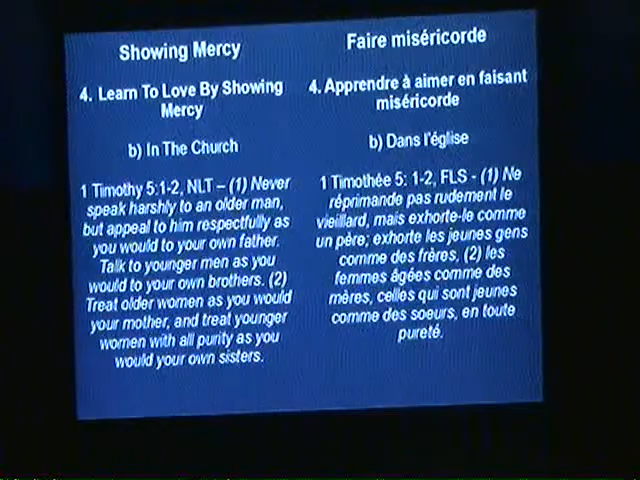 Showing Mercy
4. Learn To Love By Showing
Mercy
b) In The Church
1 Timothy 5:1-2, NLT – (1) Never
speak harshly to an older man,
but appeal to him respectfully as
you would to your own father.
Talk to younger men as you
would to your own brothers. (2)
Treat older women as you would
your mother, and treat younger
women with all purity as you
would your own sisters.
Faire miséricorde
4. Apprendre à aimer en faisant
miséricorde
b) Dans l'église
1 Timothée 5: 1-2, FLS - (1) Ne
réprimande pas rudement le
vieillard, mais exhorte-le comme
un père; exhorte les jeunes gens
comme des frères, (2) les
femmes âgées comme des
mères, celles qui sont jeunes
comme des soeurs, en toute
pureté.